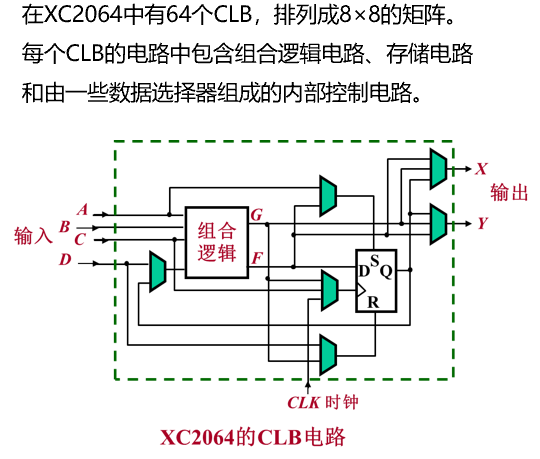 在XC2064中有64个CLB，排列成8×8的矩阵。
每个CLB的电路中包含组合逻辑电路、存储电路
和由一些数据选择器组成的内部控制电路。
X
A
G
输出
B
输入
组合
逻辑
Y
C
D
F
S
D Q
R
CLK 时钟
XC2064的CLB电路